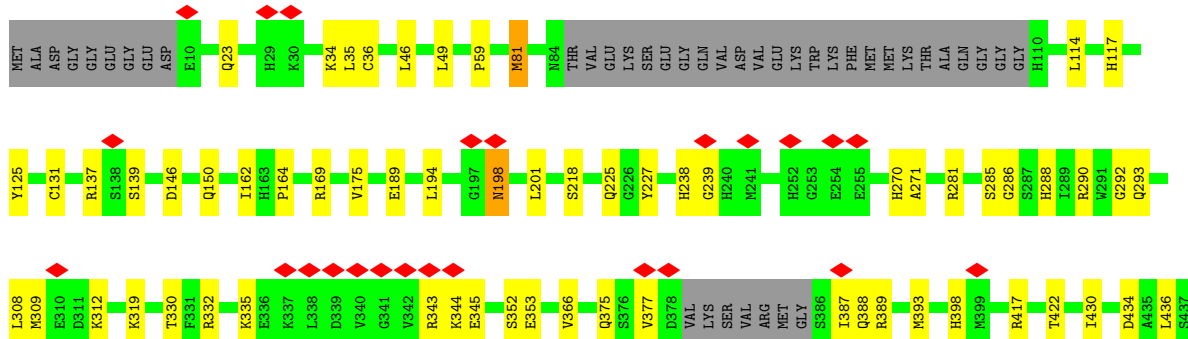 MET ALA ASP GLY GLY GLU GLY GLU ASP E10 Q23 H29 K30 K34 L35 C36 L46 L49 P59 M81 N84 THR VAL GLU LYS SER GLU GLY GLN VAL ASP VAL GLU LYS TRP LYS PHE MET MET LYS THR ALA GLN GLY GLY GLY H110 L114 H117
Y125 C131 R137 S138 S139 D146 Q150 I162 H163 P164 R169 V175 E189 L194 G197 N198 L201 S218 Q225 G226 Y227 H238 G239 H240 M241 H252 G253 E254 E255 H270 A271 R281 S285 G286 S287 H288 I289 R290 W291 G292 Q293
L308 M309 E310 D311 K312 K319 T330 F331 R332 K335 E336 K337 L338 D339 V340 G341 V342 R343 K344 E345 S352 E353 V366 Q375 S376 V377 D378 VAL LYS SER VAL ARG MET GLY S386 I387 Q388 R389 M393 H398 M399 R417 T422 I430 D434 A435 L436 S437